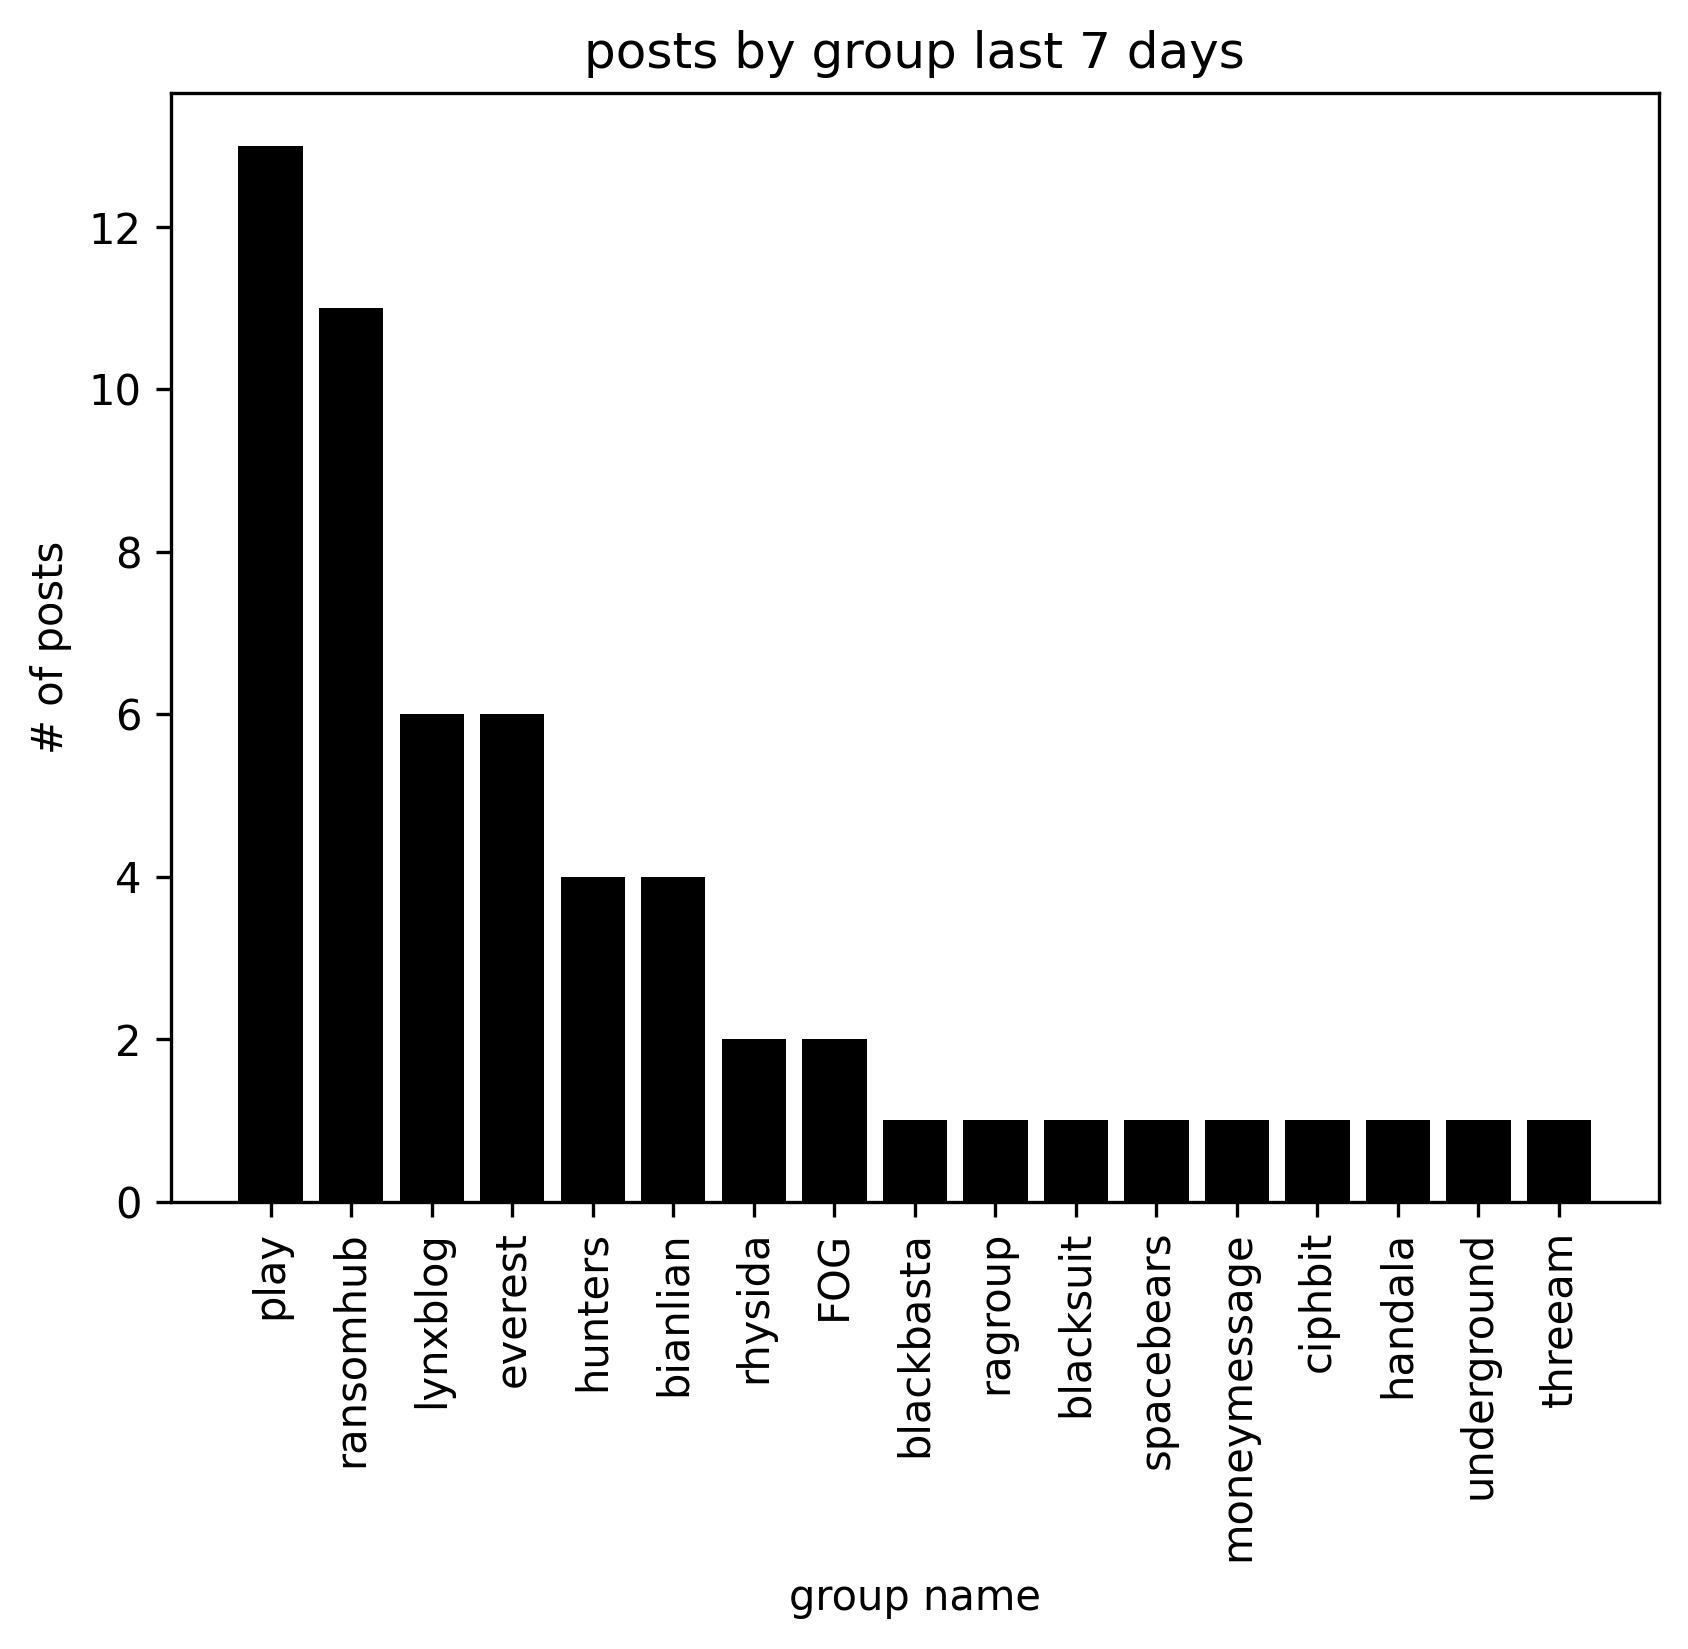 posts by group last 7 days
# of posts
12
10
8
6
4
2
0
play
ransomhub
lynxblog
everest
hunters
bianlian
rhysida
FOG
blackbasta
ragroup
blacksuit
spacebears
moneymessage
ciphbit
handala
underground
threeam
group name